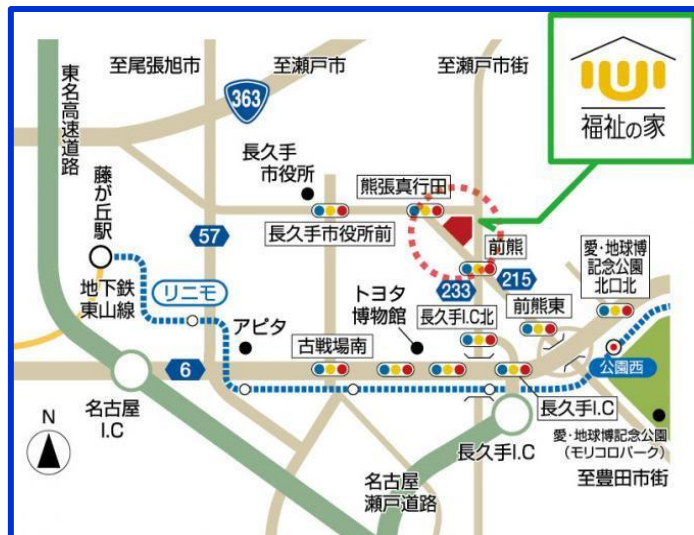 至尾張旭市
至瀬戸市
至瀬戸市街
363
福祉の家
東名高速道路
長久手
市役所
熊張真行田
藤が丘駅
57
長久手市役所前
前熊
愛・地球博
記念公園
北口北
地下鉄
東山線
リニモ
233
215
トヨタ
博物館
長久手I.C北
前熊東
アピタ
古戦場南
6
公園西
名古屋
I.C
長久手I.C
N
愛・地球博記念公園
(モリコロパーク)
長久手I.C
名古屋
瀬戸道路
至豊田市街